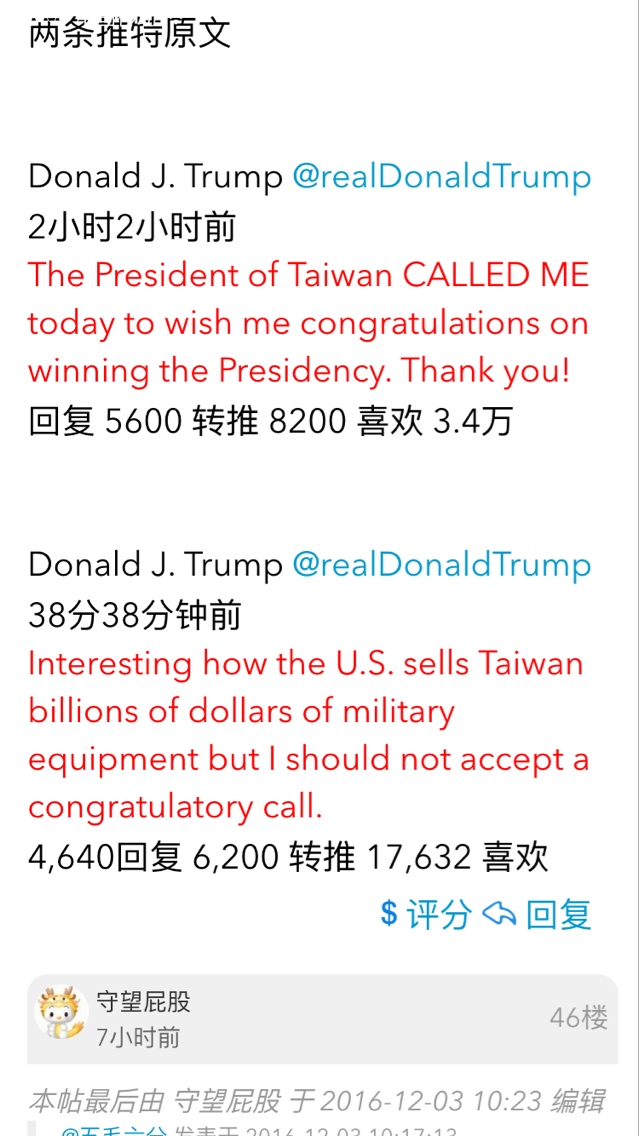 两条推特原文
Donald J. Trump @realDonaldTrump
2小时2小时前
The President of Taiwan CALLED ME
today to wish me congratulations on
winning the Presidency. Thank you!
回复 5600 转推 8200 喜欢 3.4万
Donald J. Trump @realDonaldTrump
38分38分钟前
Interesting how the U.S. sells Taiwan
billions of dollars of military
equipment but I should not accept a
congratulatory call.
4,640回复 6,200 转推 17,632 喜欢
$ 评分 回复
守望屁股
46楼
7小时前
本帖最后由 守望屁股 于 2016-12-03 10:23 编辑
@五毛六分 发表于 2016-12-03 10:17:13